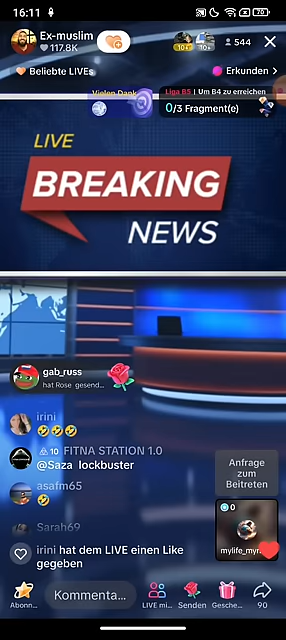 16:11
70
Ex-muslim
117.8K
10+
10+
544
Beliebte LIVEs
Erkunden
Vielen Dank
Liga B5 | Um B4 zu erreichen
0/3 Fragment(e)
LIVE
BREAKING
NEWS
gab_russ
hat Rose gesend...
irini
🤣🤣🤣
10 FITNA STATION 1.0
@Saza lockbuster
asafm65
🤣
Sarah69
Anfrage
zum
Beitreten
0
mylife_myr
irini hat dem LIVE einen Like
gegeben
Kommenta...
Abonn...
LIVE mi...
Senden
Gesche...
90